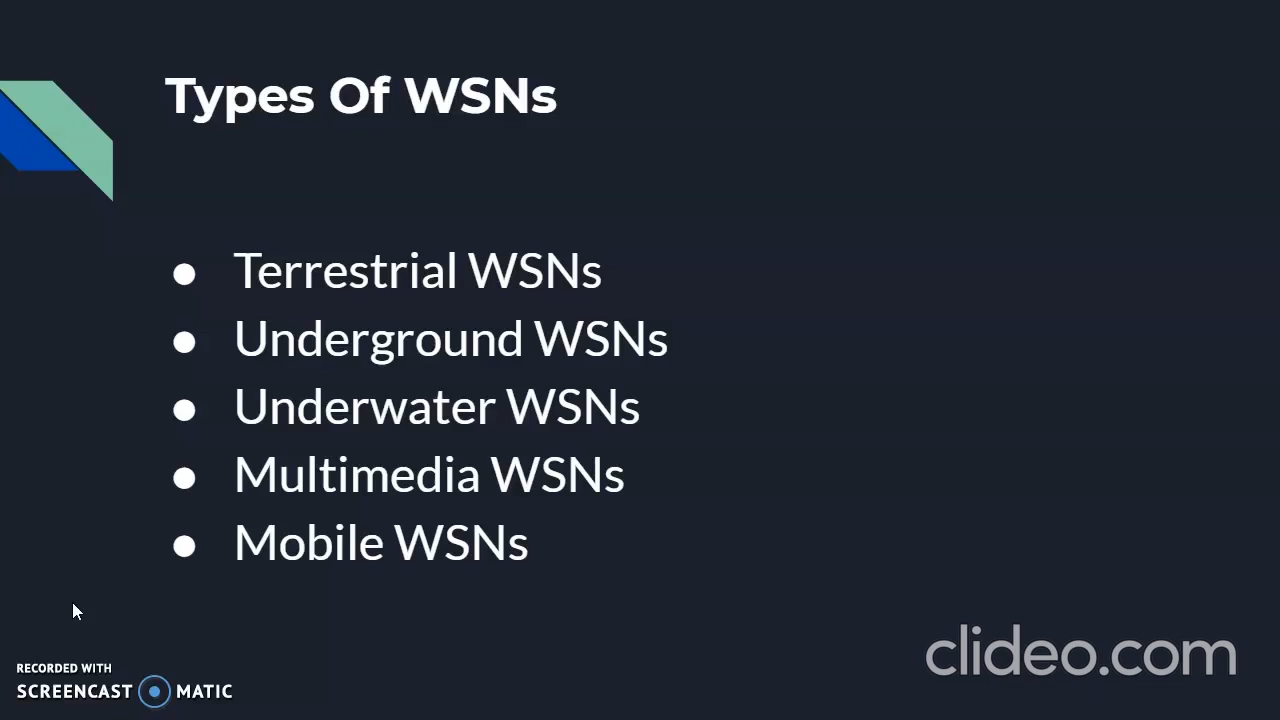 Types Of WSNs
● Terrestrial WSNs
● Underground WSNs
● Underwater WSNs
● Multimedia WSNs
● Mobile WSNs
RECORDED WITH
SCREENCAST MATIC
clideo.com